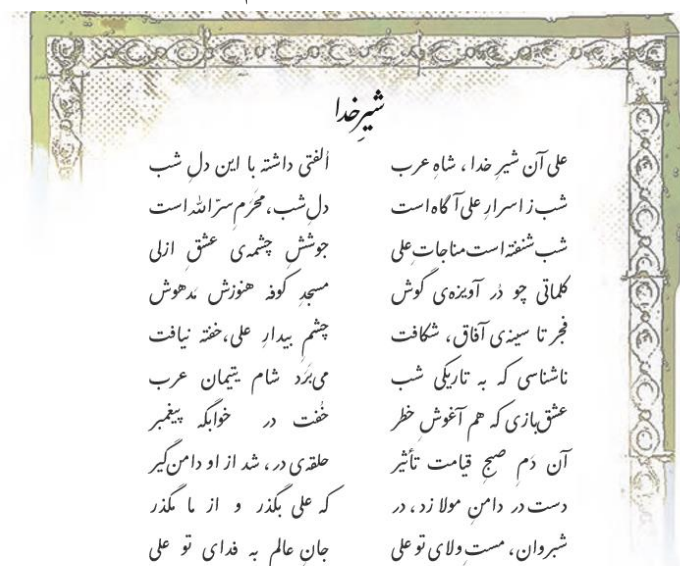 شیرِ خدا
علی آن شیرِ خدا ، شاهِ عرب اُلفتی داشته با این دلِ شب
شب ز اسرارِ علی آگاه است دلِ شب، محرَمِ سرّ الله است
شب شنفته است مناجاتِ علی جوششِ چشمه‌ی عشقِ ازلی
کلماتی چو دُر آویزه‌ی گوش مسجدِ کوفه هنوزش مَدهوش
فجر تا سینه‌ی آفاق، شکافت چشمِ بیدارِ علی، خفته نیافت
ناشناسی که به تاریکی شب می‌بَرَد شام یتیمان عرب
عشق‌بازی که هم آغوشِ خطر خُفت در خوابگه پیغمبر
آن دَمِ صبحِ قیامت تأثیر حلقه‌ی در ، شد از او دامن‌گیر
دست در دامنِ مولا زد ، در که علی بگذر و از ما مگذر
شبروان، مستِ ولای تو علی جانِ عالم به فدای تو علی